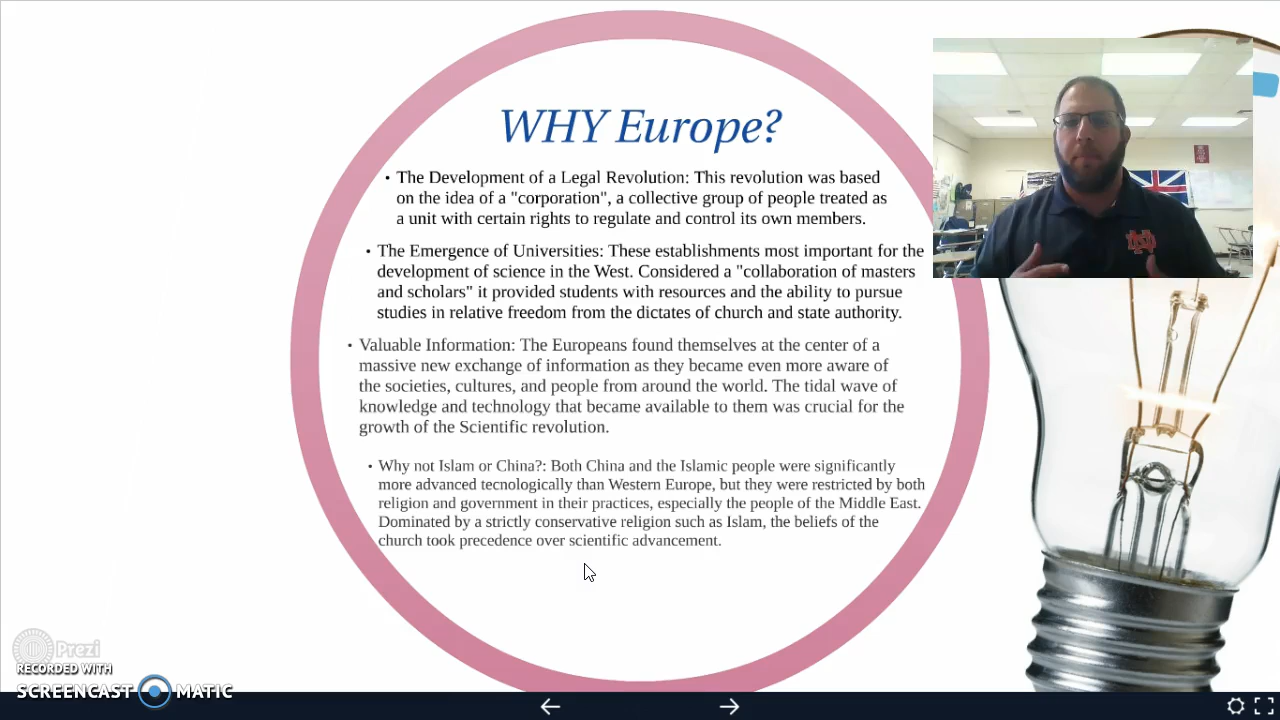 WHY Europe?
• The Development of a Legal Revolution: This revolution was based
on the idea of a "corporation", a collective group of people treated as
a unit with certain rights to regulate and control its own members.
• The Emergence of Universities: These establishments most important for the
development of science in the West. Considered a "collaboration of masters
and scholars" it provided students with resources and the ability to pursue
studies in relative freedom from the dictates of church and state authority.
• Valuable Information: The Europeans found themselves at the center of a
massive new exchange of information as they became even more aware of
the societies, cultures, and people from around the world. The tidal wave of
knowledge and technology that became available to them was crucial for the
growth of the Scientific revolution.
• Why not Islam or China?: Both China and the Islamic people were significantly
more advanced tecnologically than Western Europe, but they were restricted by both
religion and government in their practices, especially the people of the Middle East.
Dominated by a strictly conservative religion such as Islam, the beliefs of the
church took precedence over scientific advancement.
Prezi
RECORDED WITH
SCREENCAST MATIC